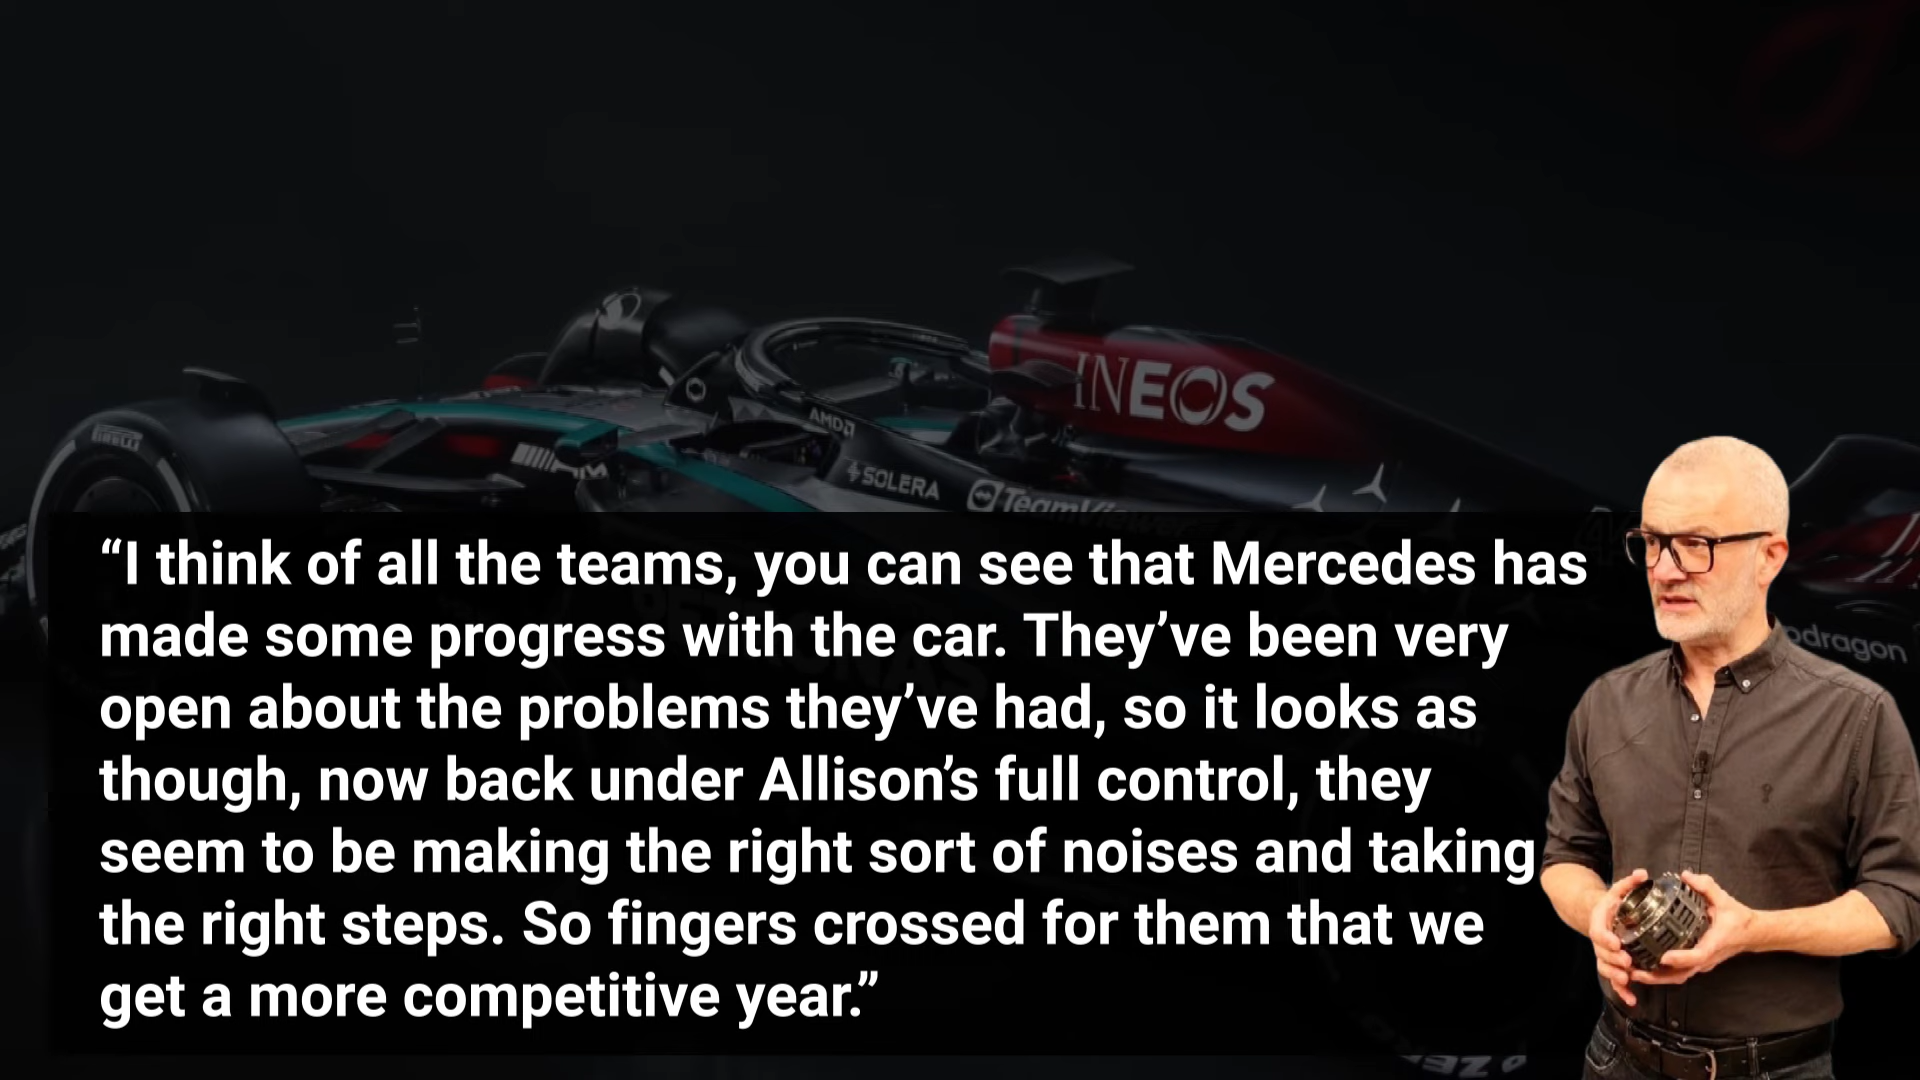 INEOS
PIRELLI
AMG
AMD
SOLERA
TeamViewer
“I think of all the teams, you can see that Mercedes has
made some progress with the car. They’ve been very
open about the problems they’ve had, so it looks as
though, now back under Allison’s full control, they
seem to be making the right sort of noises and taking
the right steps. So fingers crossed for them that we
get a more competitive year.”
pdragon